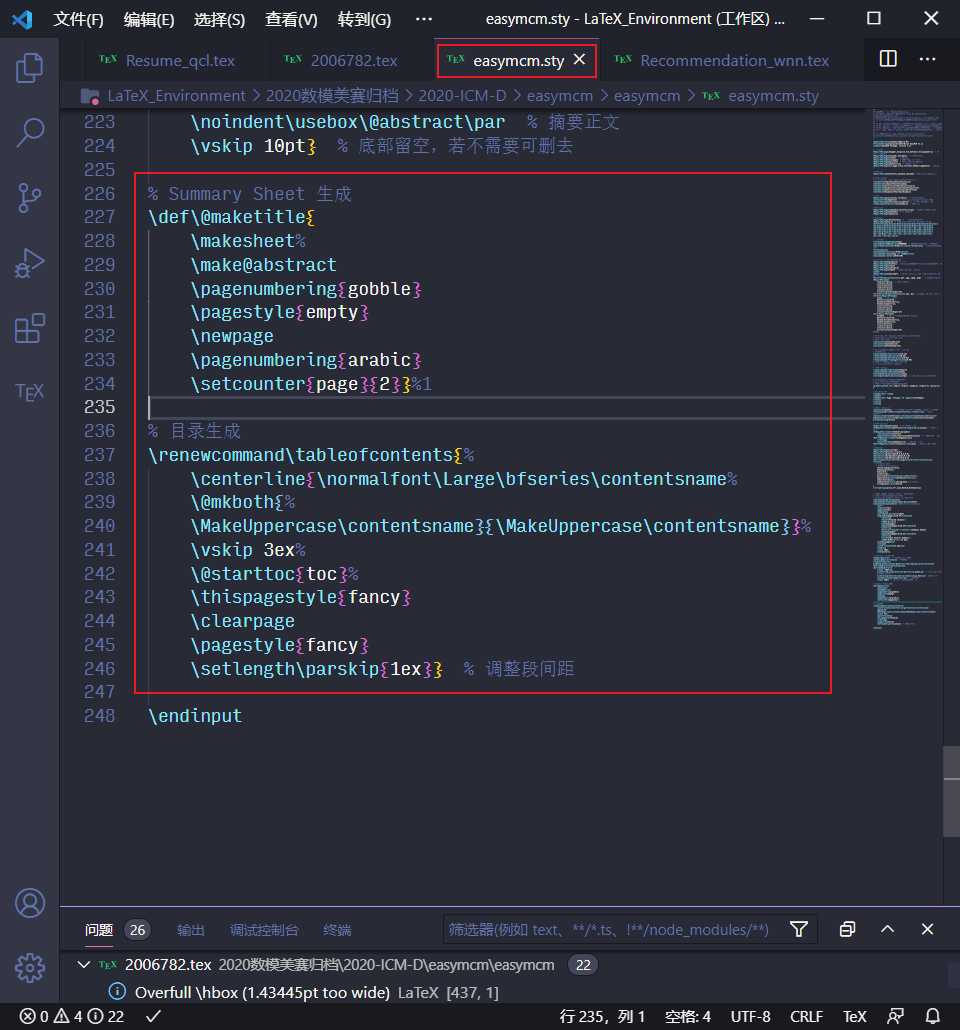 文件(F) 编辑(E) 选择(S) 查看(V) 转到(G) ··· easymcm.sty - LaTeX_Environment (工作区) ...
TEX Resume_qcl.tex TEX 2006782.tex TEX easymcm.sty TEX Recommendation_wnn.tex ···
LaTeX_Environment > 2020数模美赛归档 > 2020-ICM-D > easymcm > easymcm > TEX easymcm.sty
223 \noindent\usebox\@abstract\par % 摘要正文
224 \vskip 10pt} % 底部留空，若不需要可删去
225
226 % Summary Sheet 生成
227 \def\@maketitle{
228 \makesheet%
229 \make@abstract
230 \pagenumbering{gobble}
231 \pagestyle{empty}
232 \newpage
233 \pagenumbering{arabic}
234 \setcounter{page}{2}}%1
235
236 % 目录生成
237 \renewcommand\tableofcontents{%
238 \centerline{\normalfont\Large\bfseries\contentsname%
239 \@mkboth{%
240 \MakeUppercase\contentsname}{\MakeUppercase\contentsname}}%
241 \vskip 3ex%
242 \@starttoc{toc}%
243 \thispagestyle{fancy}
244 \clearpage
245 \pagestyle{fancy}
246 \setlength\parskip{1ex}} % 调整段间距
247
248 \endinput
TEX
问题 26 输出 调试控制台 终端 筛选器(例如 text、**/*.ts、!**/node_modules/**)
TEX 2006782.tex 2020数模美赛归档\2020-ICM-D\easymcm\easymcm 22
Overfull \hbox (1.43445pt too wide) LaTeX [437, 1]
0 4 22 行 235，列 1 空格: 4 UTF-8 CRLF TeX